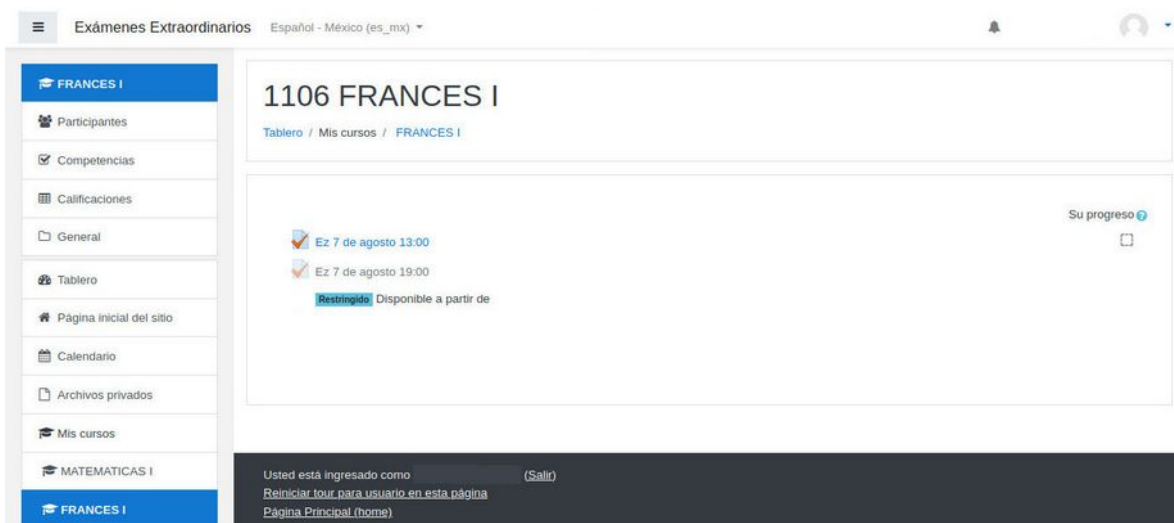 Exámenes Extraordinarios Español - México (es_mx)
FRANCES I
Participantes
Competencias
Calificaciones
General
Tablero
Página inicial del sitio
Calendario
Archivos privados
Mis cursos
MATEMATICAS I
FRANCES I
1106 FRANCES I
Tablero / Mis cursos / FRANCES I
Su progreso
Ez 7 de agosto 13:00
Ez 7 de agosto 19:00
Restringido Disponible a partir de
Usted está ingresado como (Salir)
Reiniciar tour para usuario en esta página
Página Principal (home)